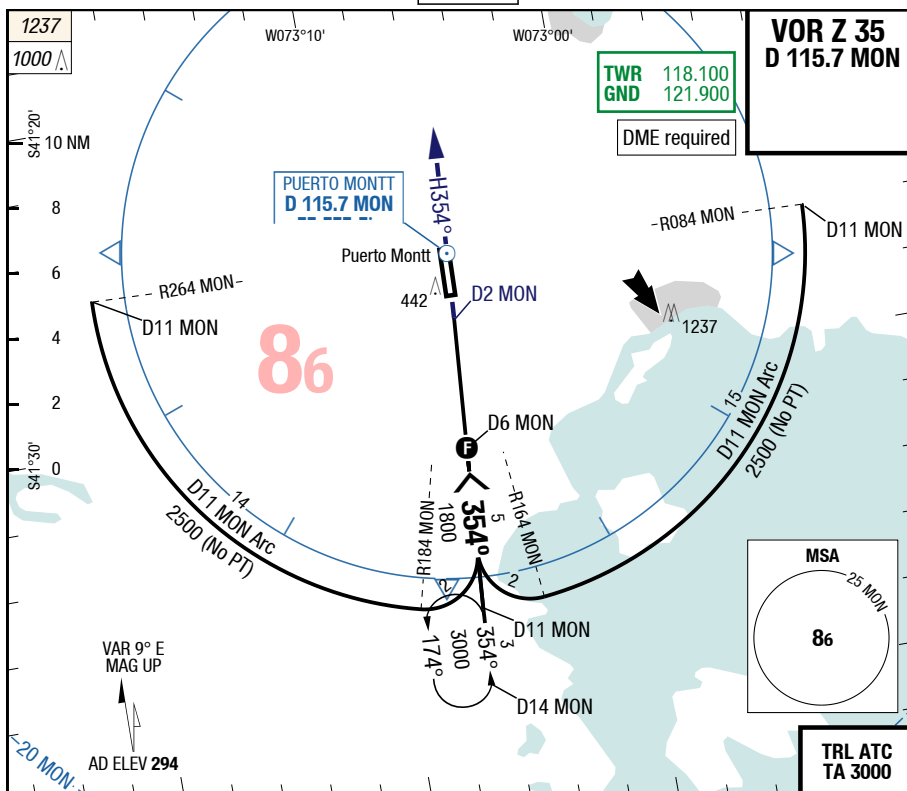 1237
1000
W073°10'
W073°00'
VOR Z 35
D 115.7 MON
TWR 118.100
GND 121.900
DME required
S41°20'
10 NM
8
6
4
2
0
S41°30'
H354°
PUERTO MONTT
D 115.7 MON
Puerto Montt
442
D2 MON
R084 MON
D11 MON
R264 MON
D11 MON
1237
86
D6 MON
F
15
D11 MON Arc
2500 (No PT)
14
D11 MON Arc
2500 (No PT)
R184 MON
1800
354°
5
R164 MON
2
2
D11 MON
174°
3000
354°
3
D14 MON
MSA
25 MON
86
VAR 9° E
MAG UP
AD ELEV 294
20 MON
TRL ATC
TA 3000